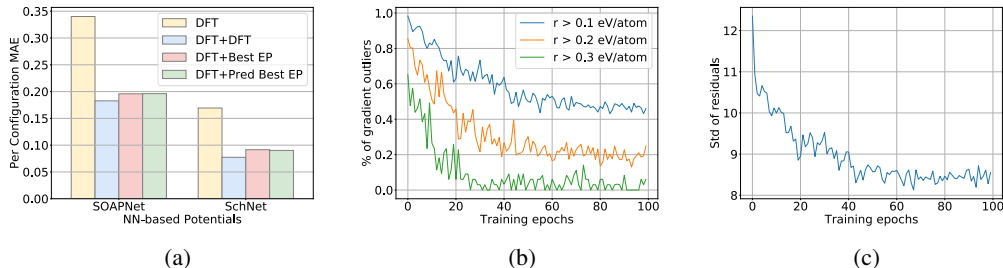 0.35
0.30
0.25
0.20
0.15
0.10
0.05
0.00
Per Configuration MAE
DFT
DFT+DFT
DFT+Best EP
DFT+Pred Best EP
SOAPNet
SchNet
NN-based Potentials
(a)
1.0
0.8
0.6
0.4
0.2
0.0
% of gradient outliers
r > 0.1 eV/atom
r > 0.2 eV/atom
r > 0.3 eV/atom
0 20 40 60 80 100
Training epochs
(b)
12
11
10
9
8
Std of residuals
0 20 40 60 80 100
Training epochs
(c)